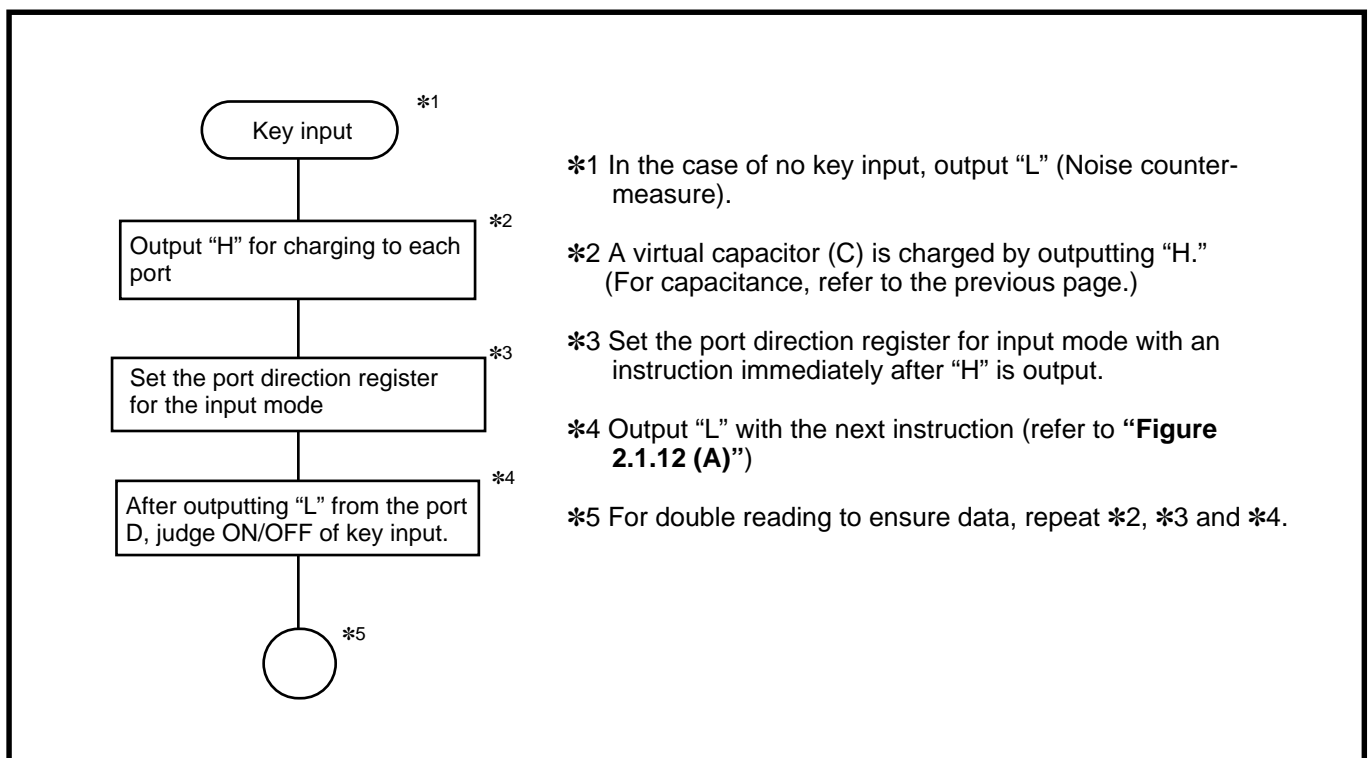 Key input
✽1
Output “H” for charging to each
port
✽2
Set the port direction register
for the input mode
✽3
After outputting “L” from the port
D, judge ON/OFF of key input.
✽4
✽5
✽1 In the case of no key input, output “L” (Noise counter-
measure).
✽2 A virtual capacitor (C) is charged by outputting “H.”
(For capacitance, refer to the previous page.)
✽3 Set the port direction register for input mode with an
instruction immediately after “H” is output.
✽4 Output “L” with the next instruction (refer to “Figure
2.1.12 (A)”)
✽5 For double reading to ensure data, repeat ✽2, ✽3 and ✽4.